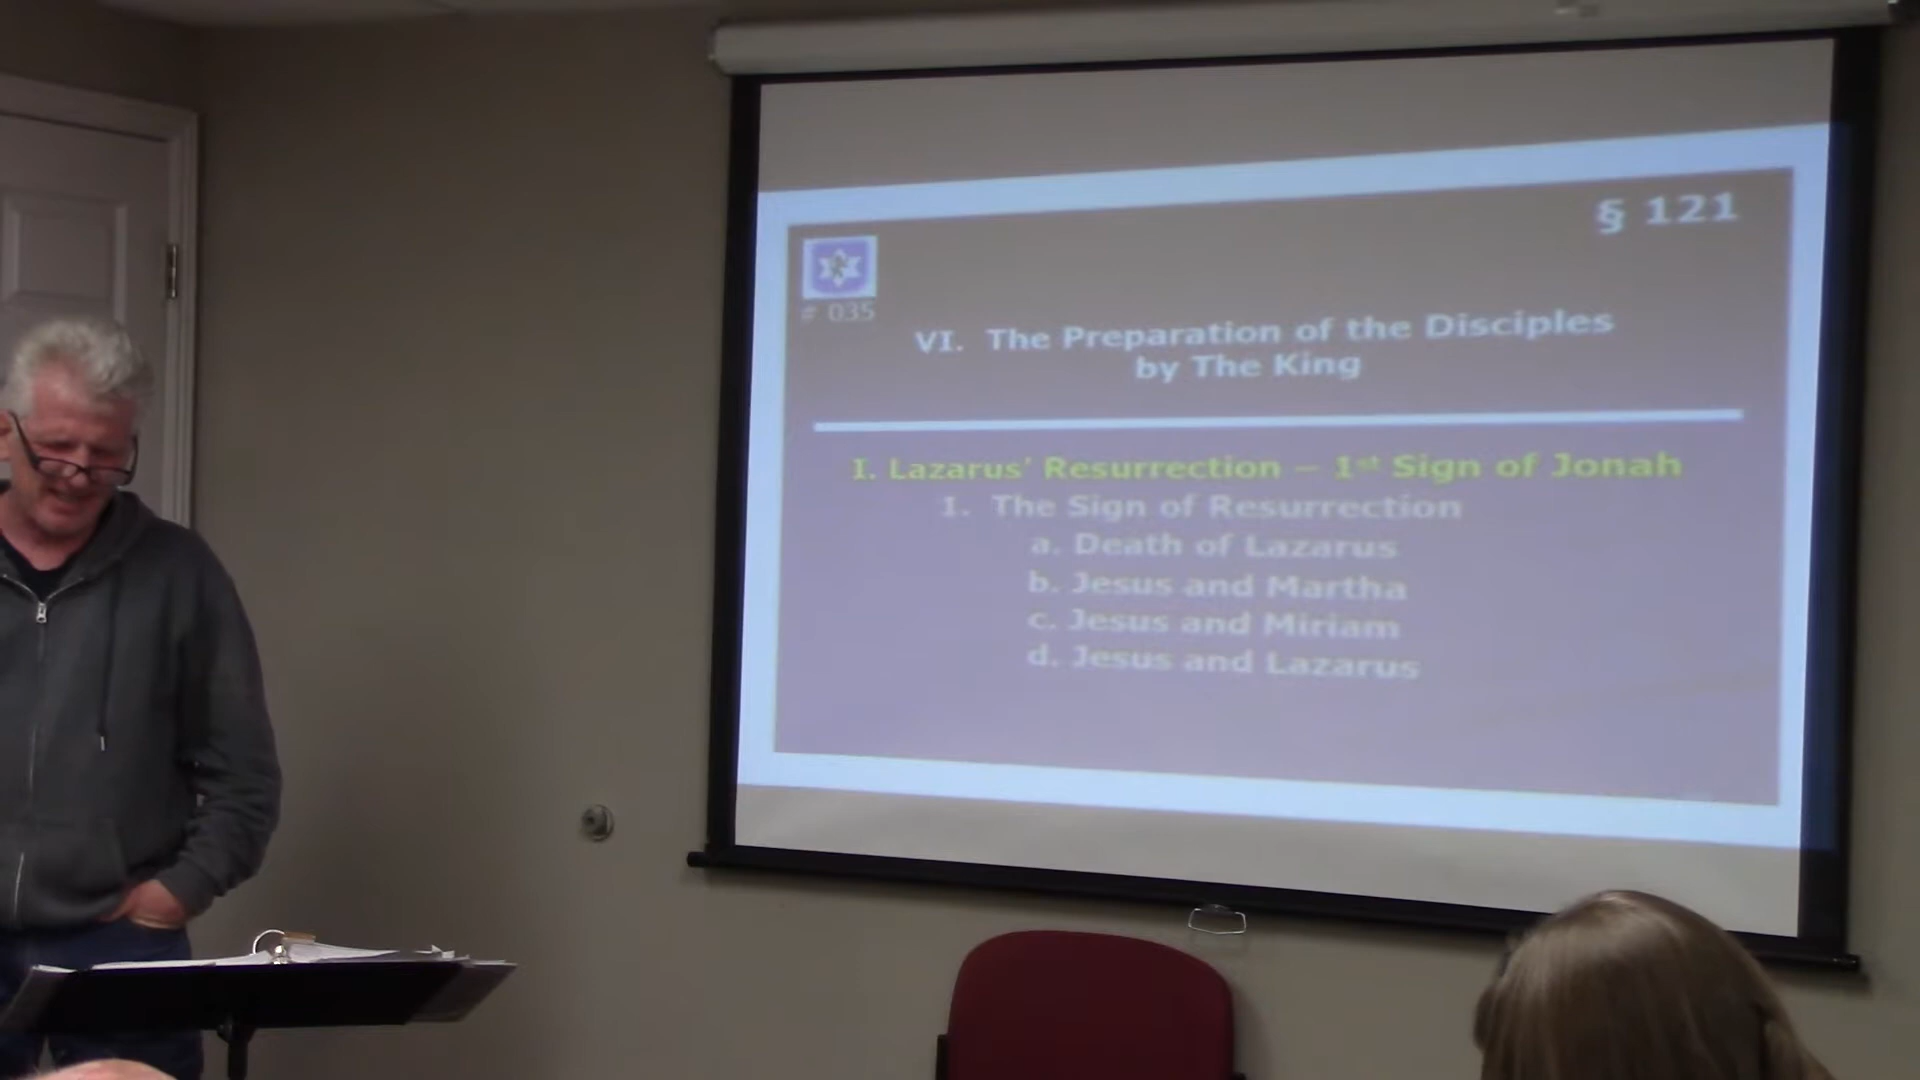 § 121
# 035
VI. The Preparation of the Disciples
by The King
I. Lazarus’ Resurrection – 1st Sign of Jonah
1. The Sign of Resurrection
a. Death of Lazarus
b. Jesus and Martha
c. Jesus and Miriam
d. Jesus and Lazarus